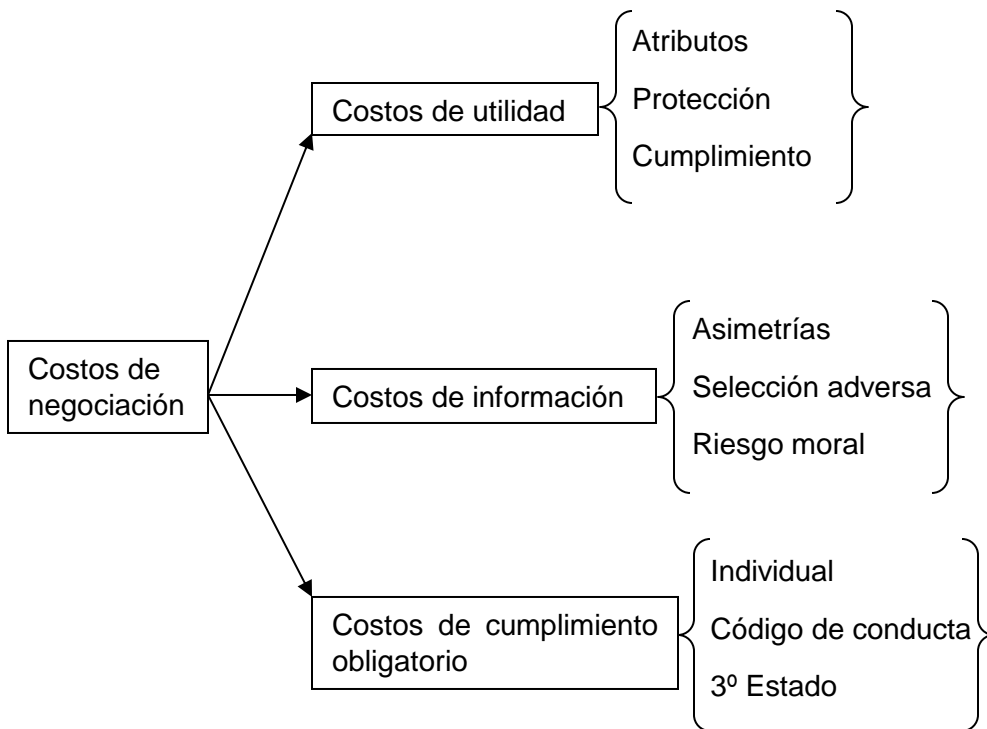 Costos de
negociación
Costos de utilidad
Atributos
Protección
Cumplimiento
Costos de información
Asimetrías
Selección adversa
Riesgo moral
Costos de cumplimiento
obligatorio
Individual
Código de conducta
3º Estado